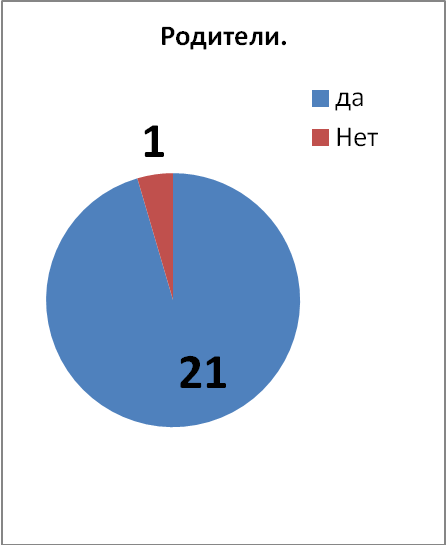 Родители.
да
Нет
1
21